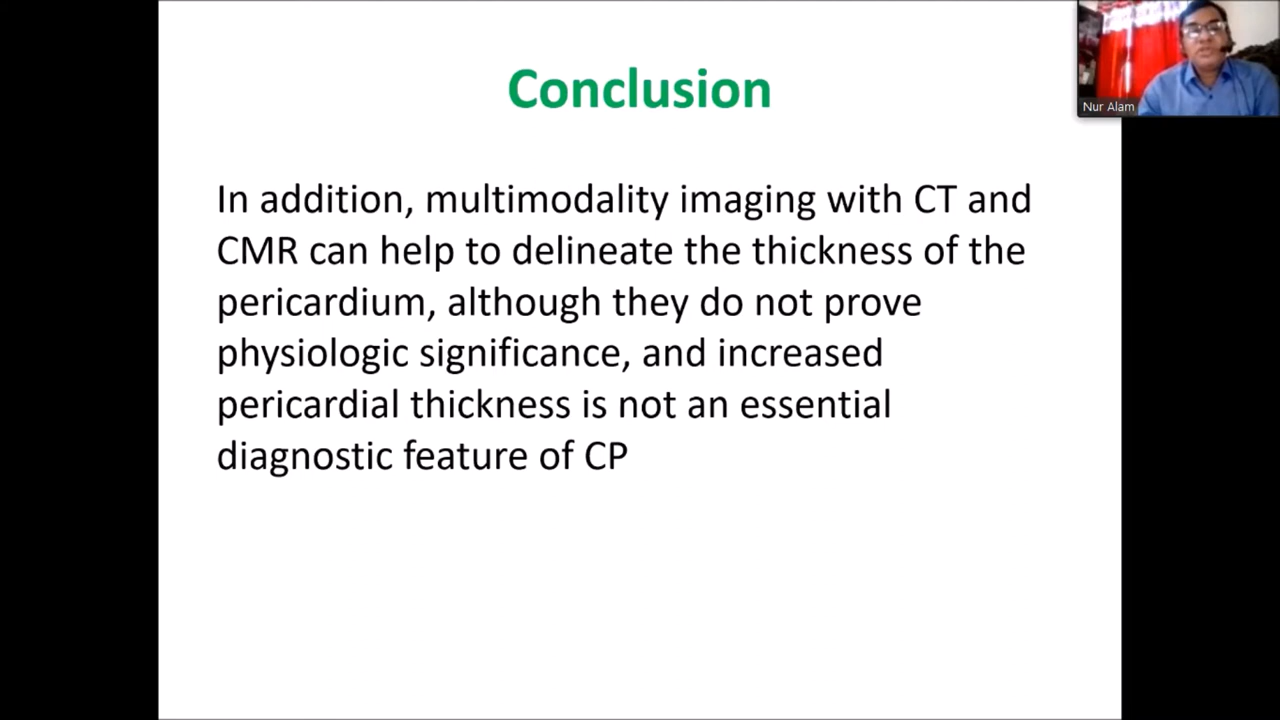 Conclusion
Nur Alam
In addition, multimodality imaging with CT and
CMR can help to delineate the thickness of the
pericardium, although they do not prove
physiologic significance, and increased
pericardial thickness is not an essential
diagnostic feature of CP